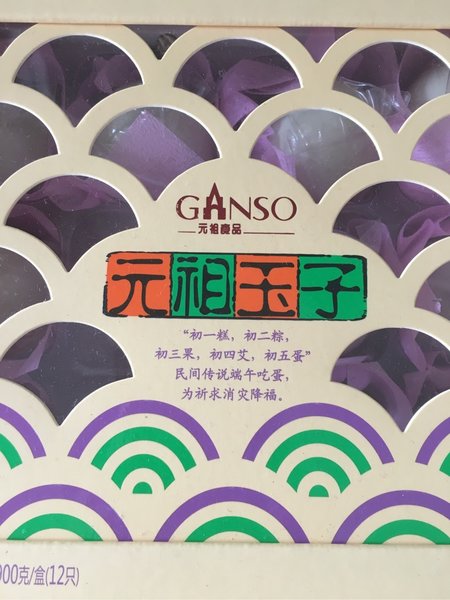 GANSO
元祖食品
元祖玉子
“初一糕，初二粽，
初三果，初四艾，初五蛋”
民间传说端午吃蛋，
为祈求消灾降福。
900克/盒(12只)